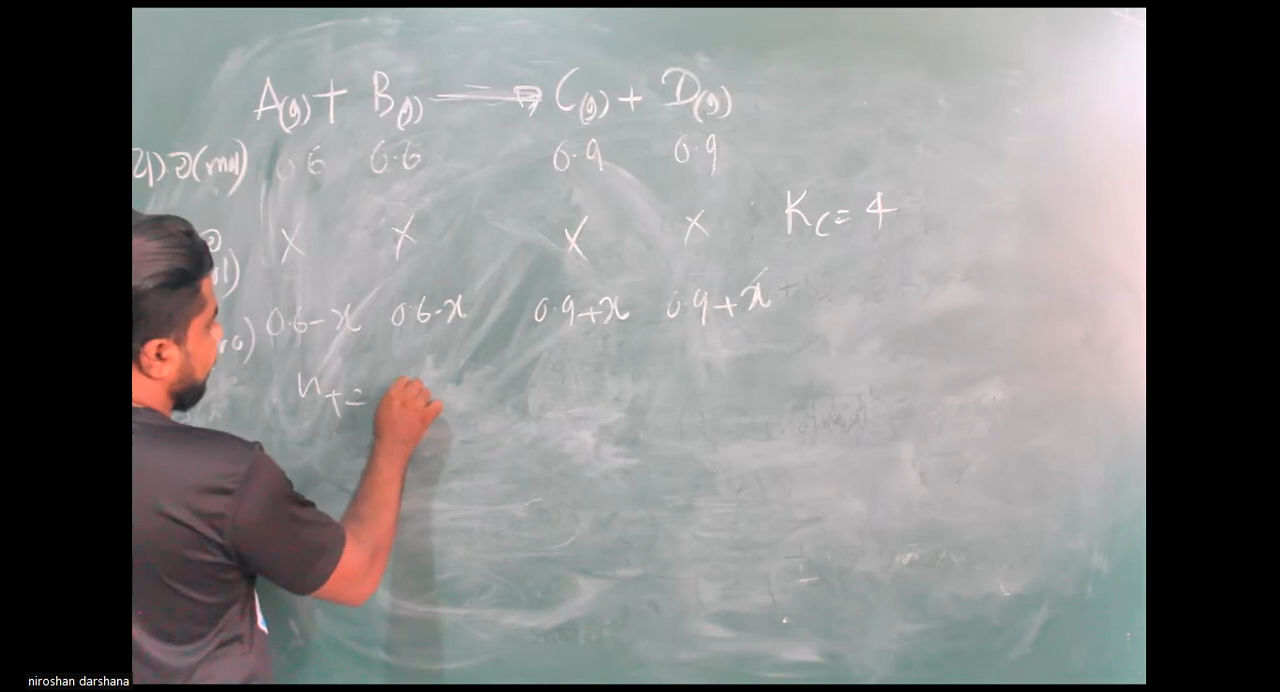 A(g) + B(g) ⟶ C(g) + D(g)
(mol) 0.6 0.6 0.9 0.9
x x x x Kc = 4
0.6-x 0.6-x 0.9+x 0.9+x
nt =
niroshan darshana